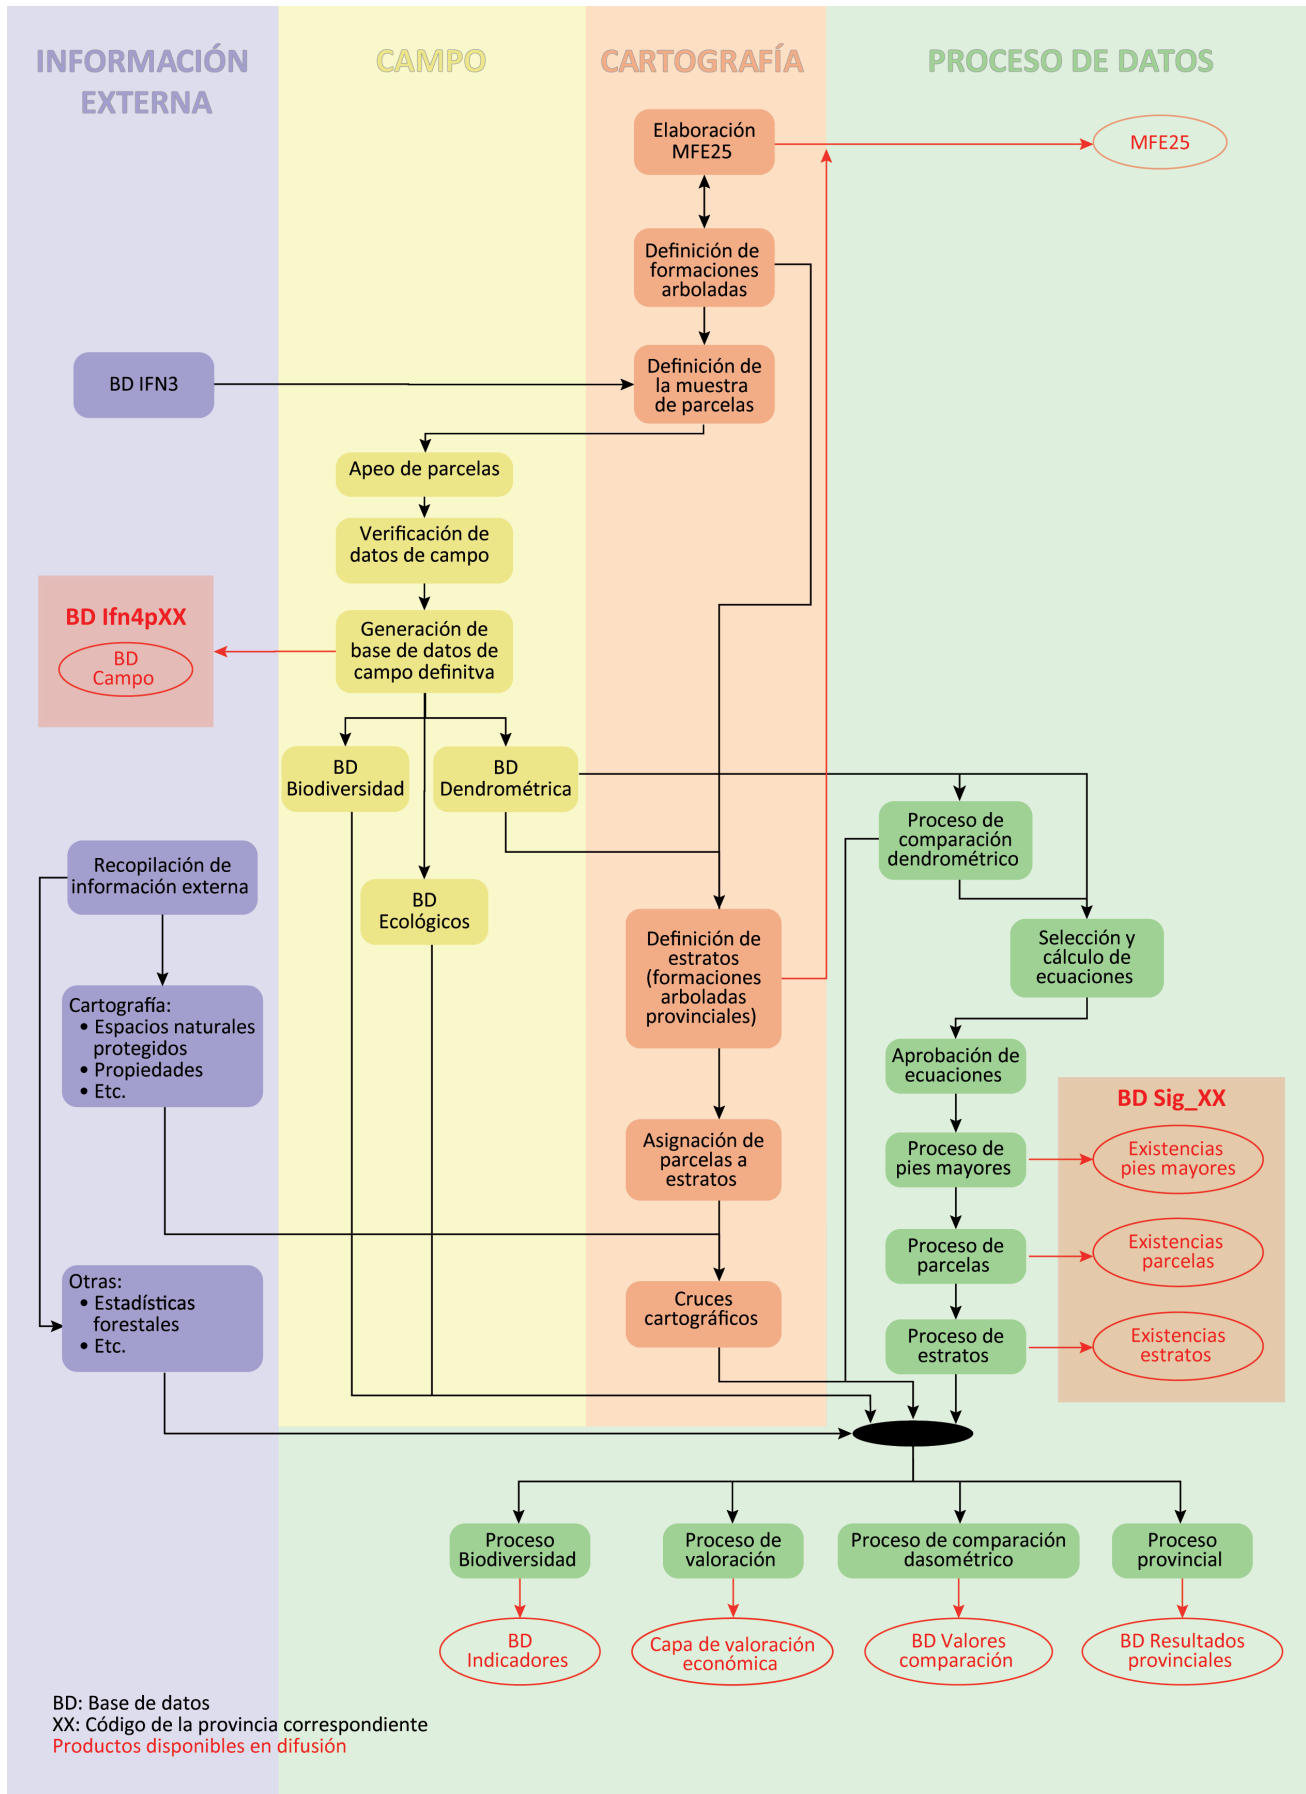 INFORMACIÓN
EXTERNA
CAMPO
CARTOGRAFÍA
PROCESO DE DATOS
Elaboración
MFE25
MFE25
Definición de
formaciones
arboladas
BD IFN3
Definición de
la muestra
de parcelas
Apeo de parcelas
Verificación de
datos de campo
BD Ifn4pXX
BD
Campo
Generación de
base de datos de
campo definitva
BD
Biodiversidad
BD
Dendrométrica
Proceso de
comparación
dendrométrico
Recopilación de
información externa
BD
Ecológicos
Definición de
estratos
(formaciones
arboladas
provinciales)
Selección y
cálculo de
ecuaciones
Cartografía:
• Espacios naturales
protegidos
• Propiedades
• Etc.
Aprobación de
ecuaciones
BD Sig_XX
Asignación de
parcelas a
estratos
Proceso de
pies mayores
Existencias
pies mayores
Proceso de
parcelas
Existencias
parcelas
Otras:
• Estadísticas
forestales
• Etc.
Cruces
cartográficos
Proceso de
estratos
Existencias
estratos
Proceso
Biodiversidad
Proceso de
valoración
Proceso de comparación
dasométrico
Proceso
provincial
BD
Indicadores
Capa de valoración
económica
BD Valores
comparación
BD Resultados
provinciales
BD: Base de datos
XX: Código de la provincia correspondiente
Productos disponibles en difusión